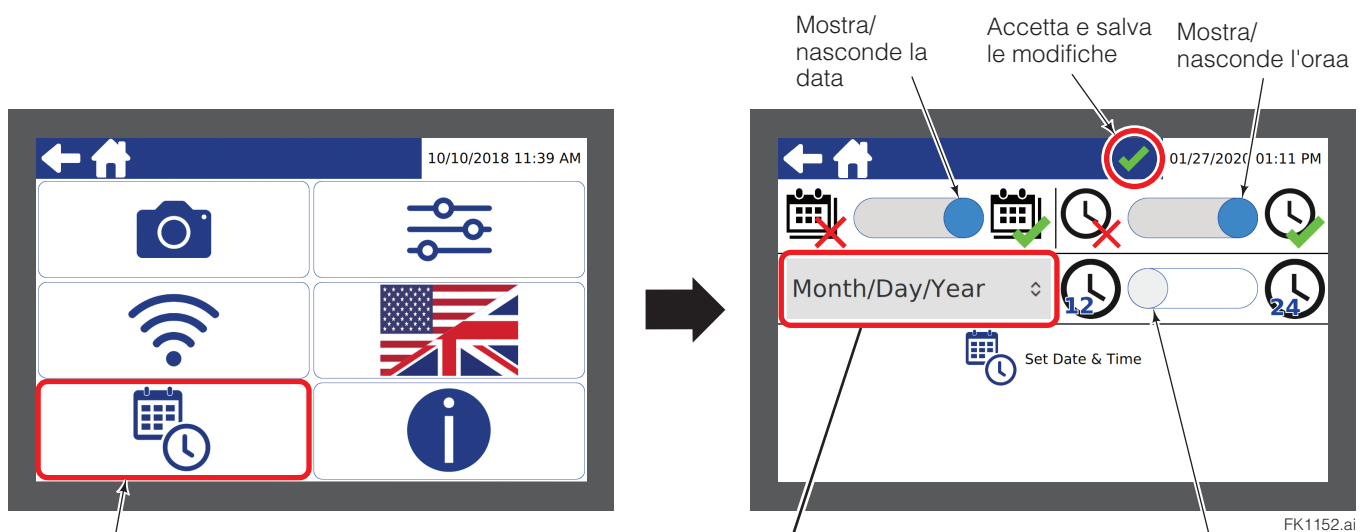 Mostra/
nasconde la
data
Accetta e salva
le modifiche
Mostra/
nasconde l'oraa
10/10/2018 11:39 AM
01/27/2020 01:11 PM
Month/Day/Year
12
24
Set Date & Time
FK1152.ai